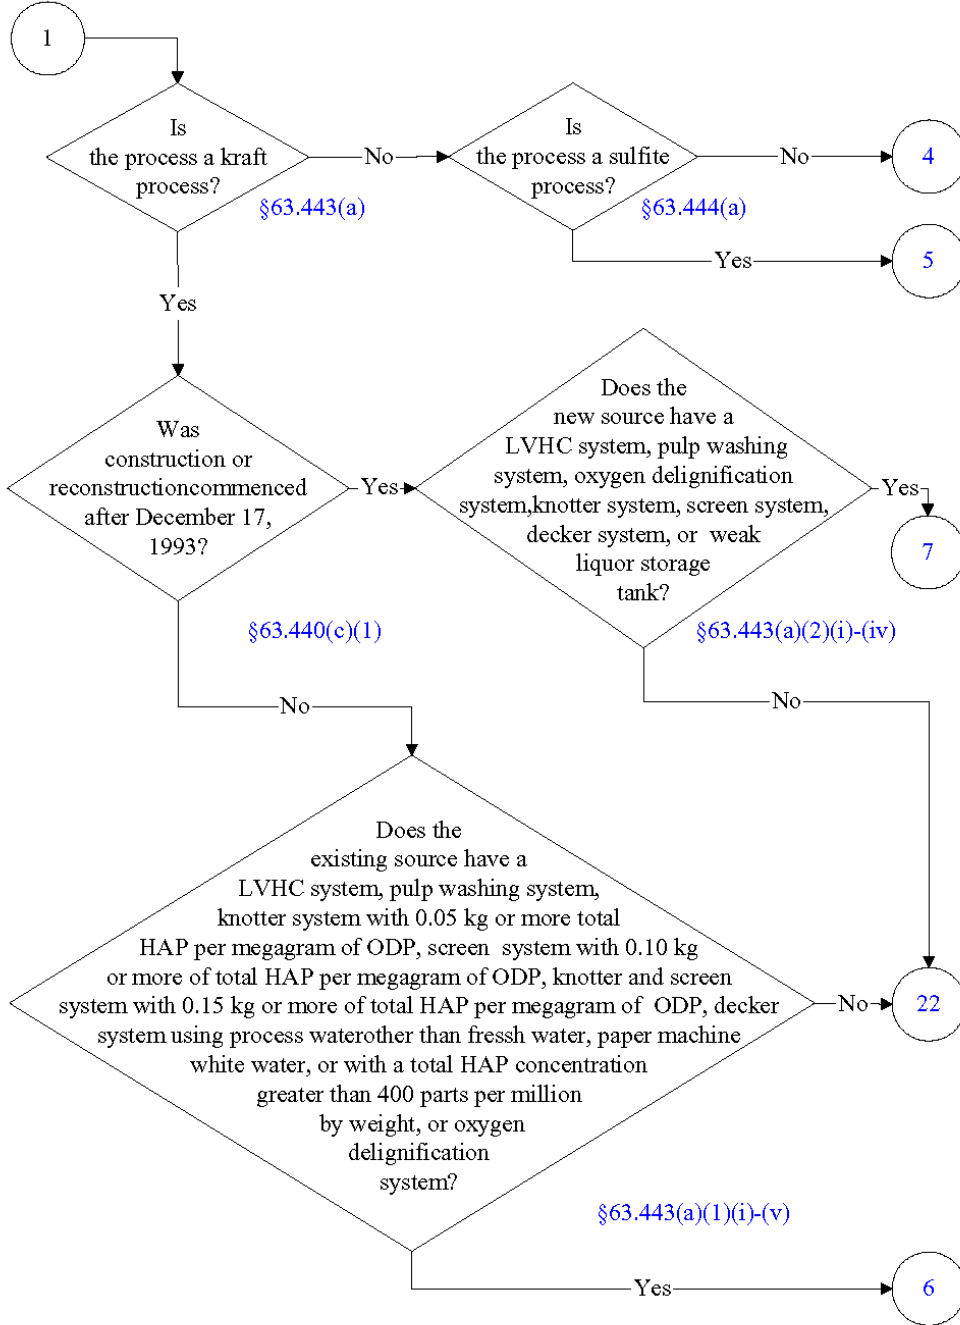 1
Is
the process a kraft
process?
§63.443(a)
No
Is
the process a sulfite
process?
§63.444(a)
No
4
Yes
5
Yes
Was
construction or
reconstructioncommenced
after December 17,
1993?
§63.440(c)(1)
Yes
Does the
new source have a
LVHC system, pulp washing
system, oxygen delignification
system,knotter system, screen system,
decker system, or weak
liquor storage
tank?
§63.443(a)(2)(i)-(iv)
Yes
7
No
No
Does the
existing source have a
LVHC system, pulp washing system,
knotter system with 0.05 kg or more total
HAP per megagram of ODP, screen system with 0.10 kg
or more of total HAP per megagram of ODP, knotter and screen
system with 0.15 kg or more of total HAP per megagram of ODP, decker
system using process waterother than fressh water, paper machine
white water, or with a total HAP concentration
greater than 400 parts per million
by weight, or oxygen
delignification
system?
§63.443(a)(1)(i)-(v)
No
22
Yes
6